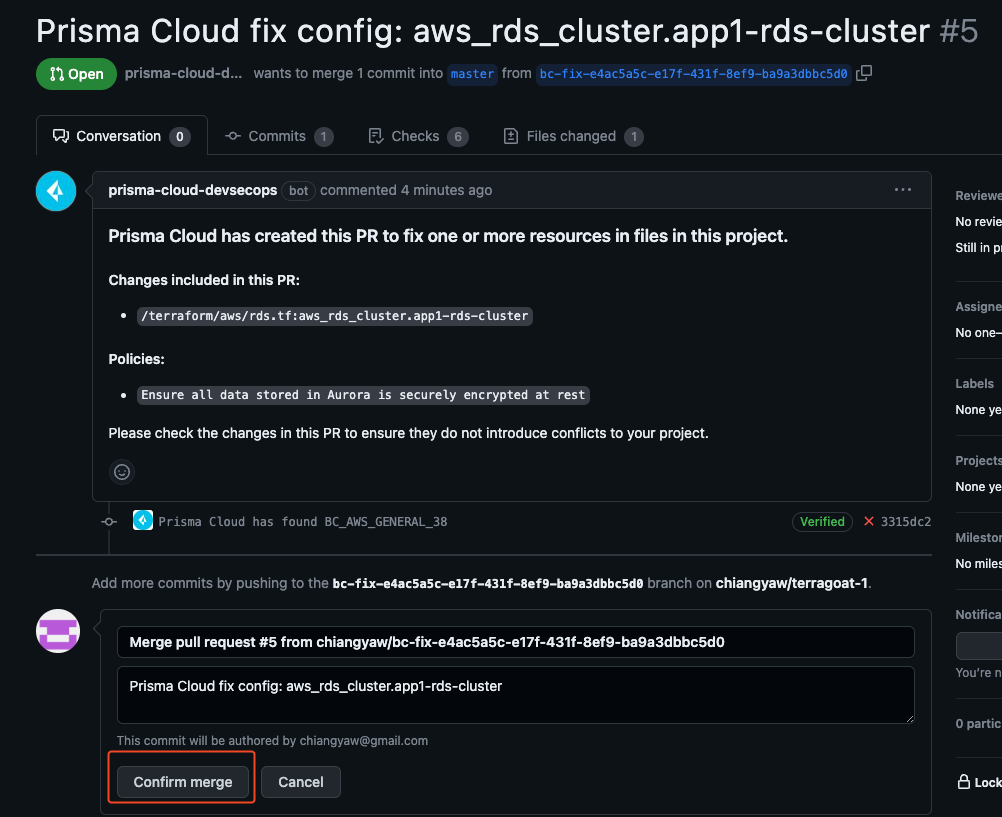 Prisma Cloud fix config: aws_rds_cluster.app1-rds-cluster #5
Open prisma-cloud-d... wants to merge 1 commit into master from bc-fix-e4ac5a5c-e17f-431f-8ef9-ba9a3dbbc5d0
Conversation 0 Commits 1 Checks 6 Files changed 1
prisma-cloud-devsecops bot commented 4 minutes ago ...
Prisma Cloud has created this PR to fix one or more resources in files in this project.
Changes included in this PR:
• /terraform/aws/rds.tf:aws_rds_cluster.app1-rds-cluster
Policies:
• Ensure all data stored in Aurora is securely encrypted at rest
Please check the changes in this PR to ensure they do not introduce conflicts to your project.
Prisma Cloud has found BC_AWS_GENERAL_38 Verified 3315dc2
Add more commits by pushing to the bc-fix-e4ac5a5c-e17f-431f-8ef9-ba9a3dbbc5d0 branch on chiangyaw/terragoat-1.
Merge pull request #5 from chiangyaw/bc-fix-e4ac5a5c-e17f-431f-8ef9-ba9a3dbbc5d0
Prisma Cloud fix config: aws_rds_cluster.app1-rds-cluster
This commit will be authored by chiangyaw@gmail.com
Confirm merge Cancel
Reviewe
No revie
Still in p
Assigne
No one—
Labels
None ye
Projects
None ye
Milesto
No miles
Notifica
You're n
0 partic
Lock